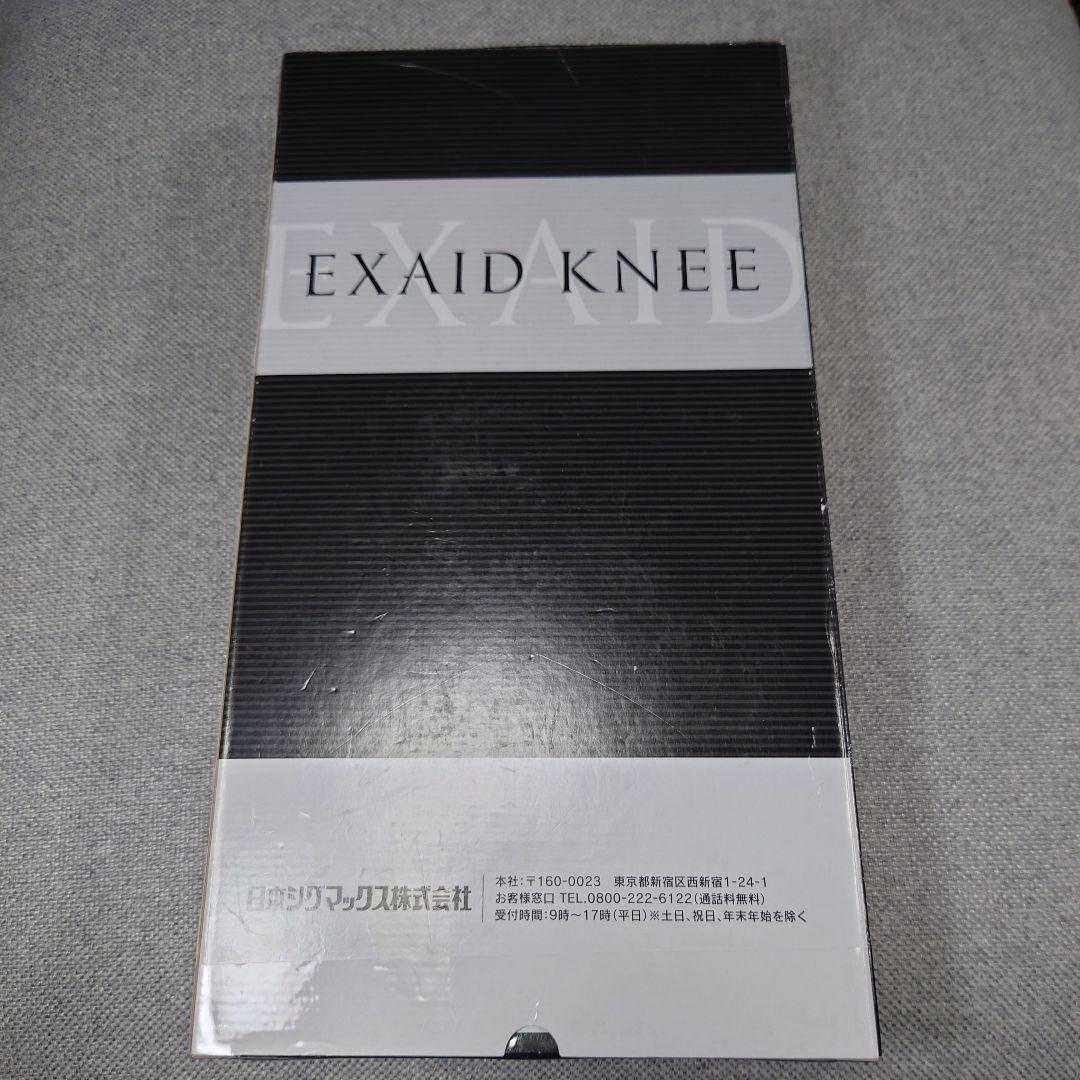 EXAID
EXAID KNEE
日本シグマックス株式会社
本社：〒160-0023 東京都新宿区西新宿1-24-1
お客様窓口 TEL.0800-222-6122（通話料無料）
受付時間：9時～17時（平日）※土日、祝日、年末年始を除く